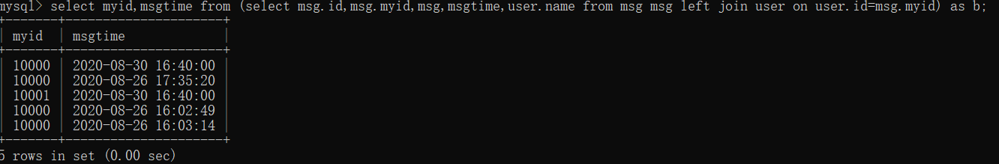 mysql> select myid,msgtime from (select msg.id,msg.myid,msg,msgtime,user.name from msg msg left join user on user.id=msg.myid) as b;
+-------+---------------------+
| myid  | msgtime             |
+-------+---------------------+
| 10000 | 2020-08-30 16:40:00 |
| 10000 | 2020-08-26 17:35:20 |
| 10001 | 2020-08-30 16:40:00 |
| 10000 | 2020-08-26 16:02:49 |
| 10000 | 2020-08-26 16:03:14 |
+-------+---------------------+
5 rows in set (0.00 sec)